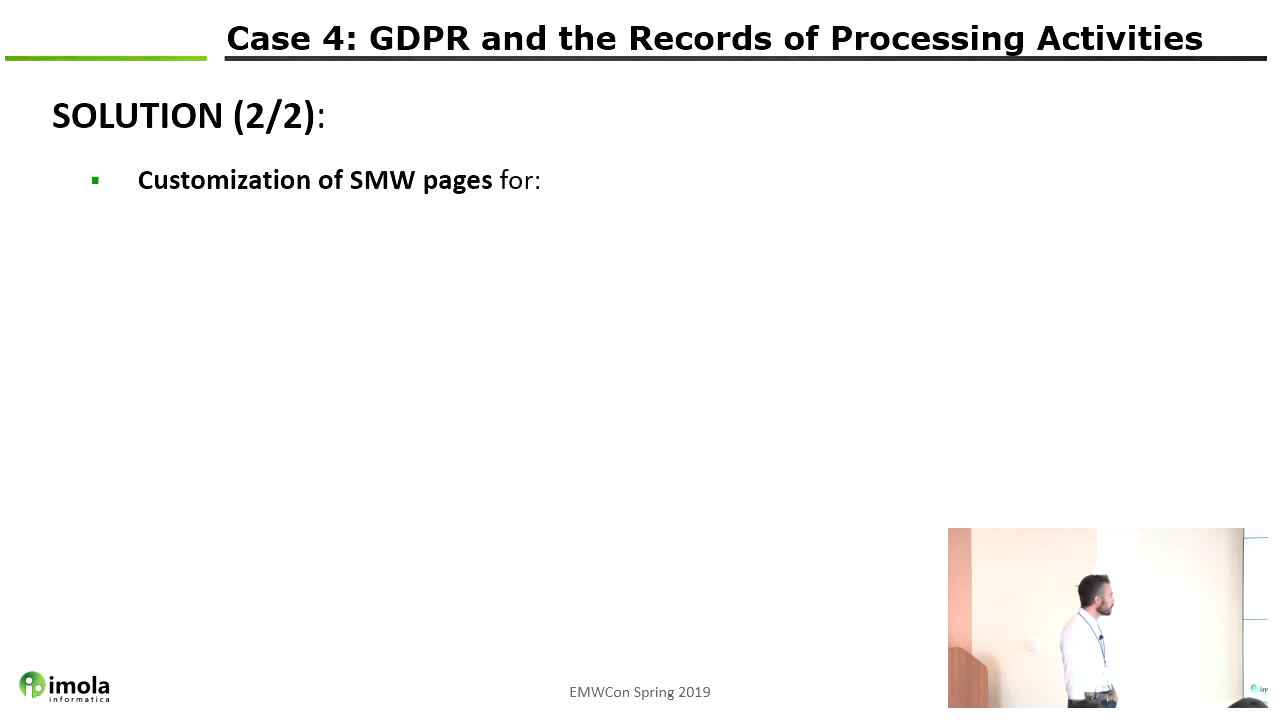 Case 4: GDPR and the Records of Processing Activities
SOLUTION (2/2):
▪ Customization of SMW pages for:
imola
informatica
EMWCon Spring 2019